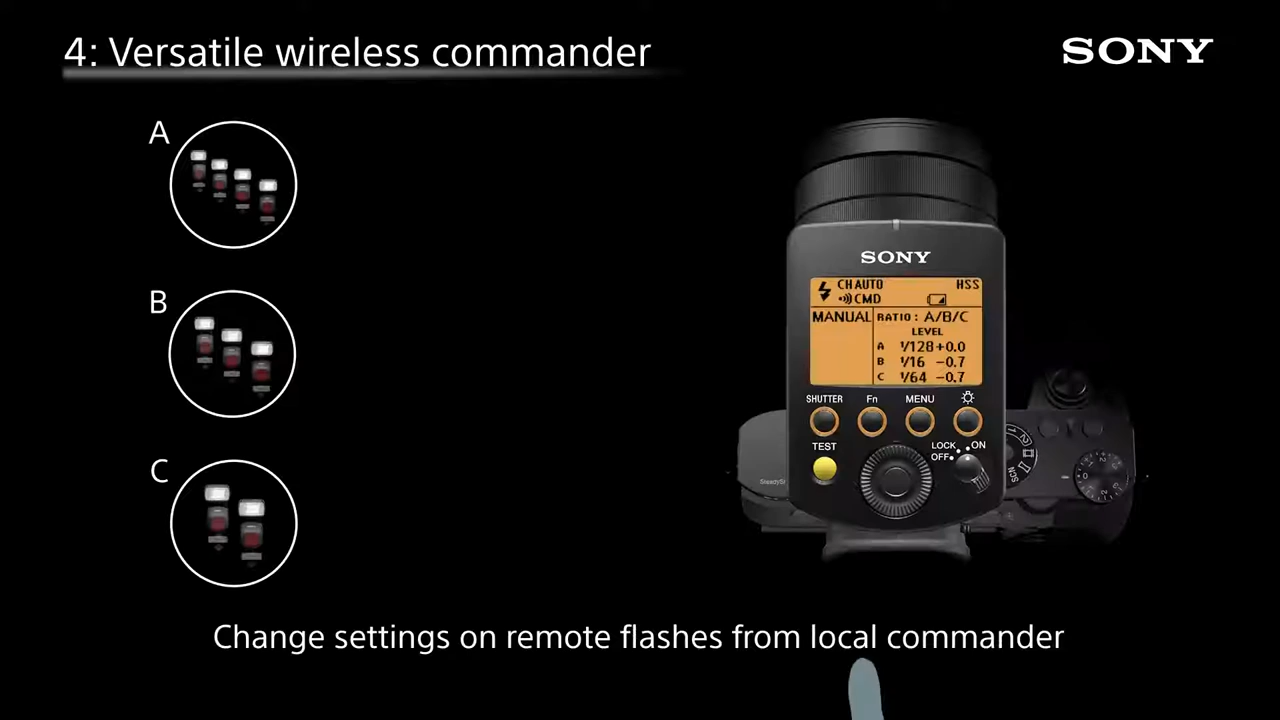 4: Versatile wireless commander
SONY
A
B
C
SONY
CH AUTO HSS
CMD
MANUAL RATIO: A/B/C
LEVEL
A 1/128 +0.0
B 1/16 -0.7
C 1/64 -0.7
SHUTTER Fn MENU
TEST LOCK ON
OFF
SteadySh
SCN
Change settings on remote flashes from local commander